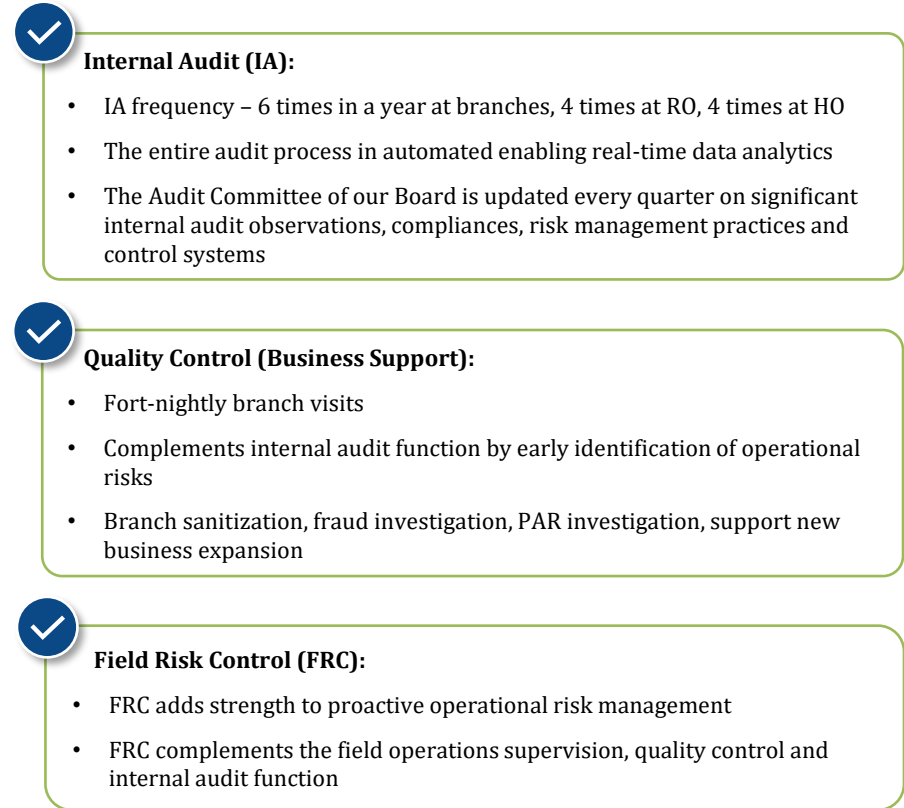 Internal Audit (IA):
• IA frequency – 6 times in a year at branches, 4 times at RO, 4 times at HO
• The entire audit process in automated enabling real-time data analytics
• The Audit Committee of our Board is updated every quarter on significant
internal audit observations, compliances, risk management practices and
control systems
Quality Control (Business Support):
• Fort-nightly branch visits
• Complements internal audit function by early identification of operational
risks
• Branch sanitization, fraud investigation, PAR investigation, support new
business expansion
Field Risk Control (FRC):
• FRC adds strength to proactive operational risk management
• FRC complements the field operations supervision, quality control and
internal audit function